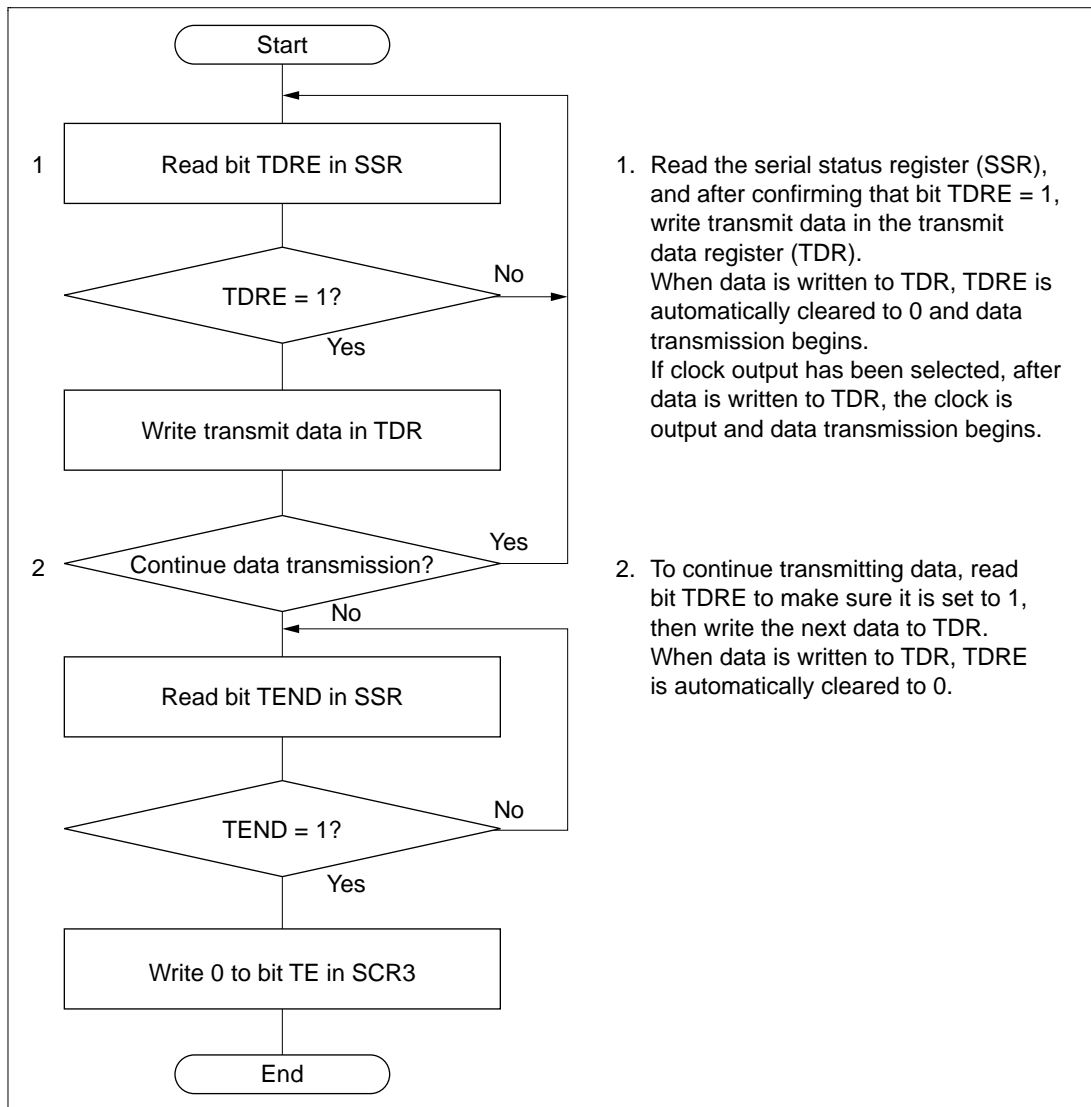 Start
1
Read bit TDRE in SSR
TDRE = 1?
No
Yes
Write transmit data in TDR
2
Continue data transmission?
Yes
No
Read bit TEND in SSR
TEND = 1?
No
Yes
Write 0 to bit TE in SCR3
End
1. Read the serial status register (SSR),
and after confirming that bit TDRE = 1,
write transmit data in the transmit
data register (TDR).
When data is written to TDR, TDRE is
automatically cleared to 0 and data
transmission begins.
If clock output has been selected, after
data is written to TDR, the clock is
output and data transmission begins.
2. To continue transmitting data, read
bit TDRE to make sure it is set to 1,
then write the next data to TDR.
When data is written to TDR, TDRE
is automatically cleared to 0.